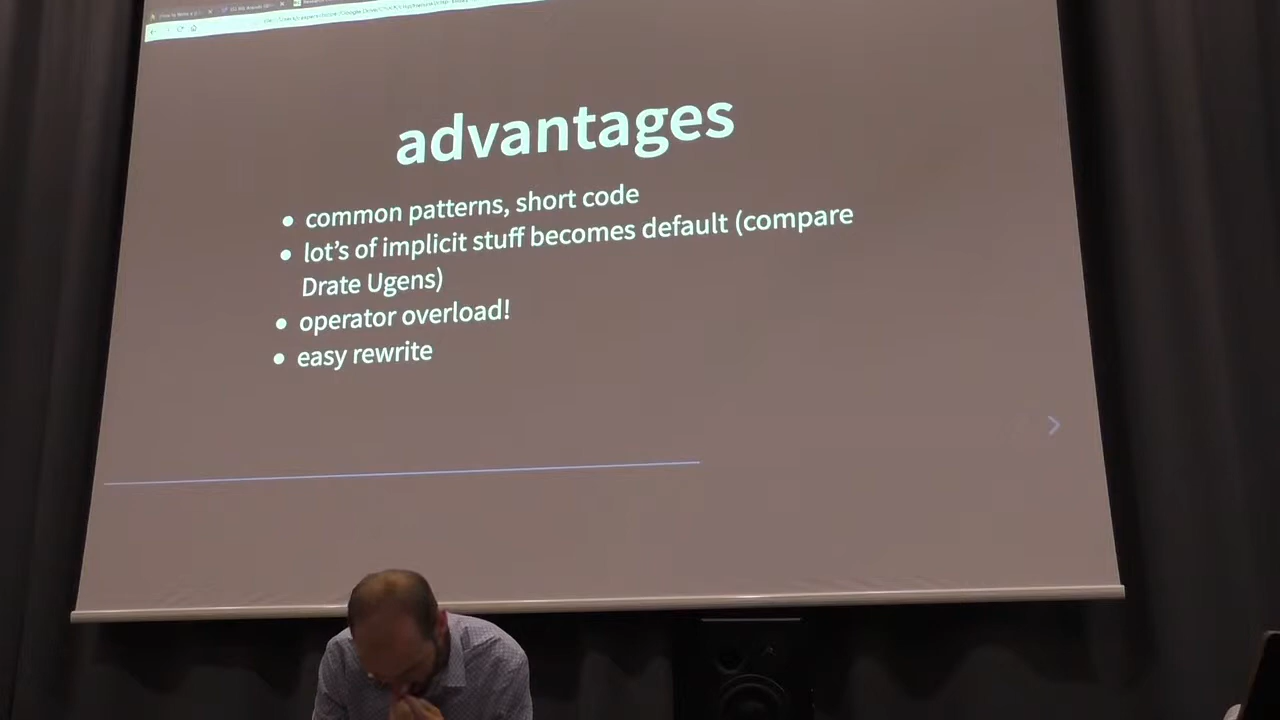 advantages
common patterns, short code
lot's of implicit stuff becomes default (compare
Drate Ugens)
operator overload!
easy rewrite